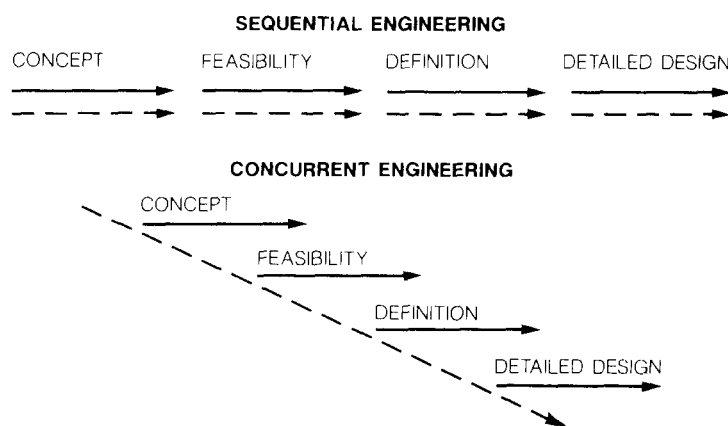 SEQUENTIAL ENGINEERING
CONCEPT FEASIBILITY DEFINITION DETAILED DESIGN
CONCURRENT ENGINEERING
CONCEPT
FEASIBILITY
DEFINITION
DETAILED DESIGN